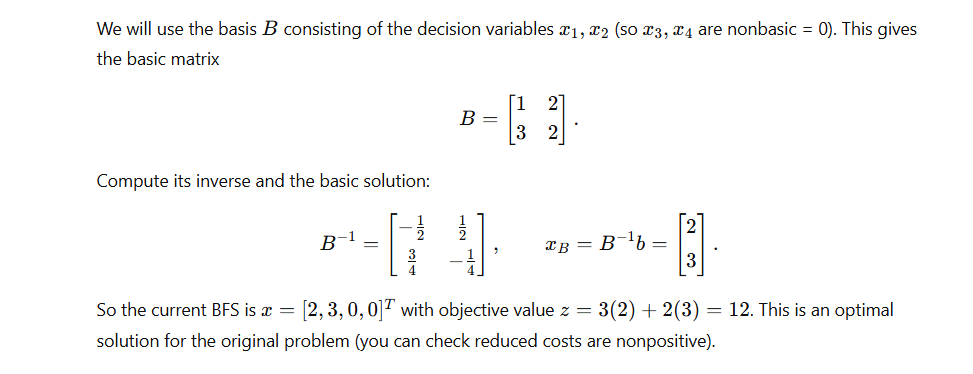 We will use the basis B consisting of the decision variables x₁, x₂ (so x₃, x₄ are nonbasic = 0). This gives
the basic matrix
B = [1 2; 3 2].
Compute its inverse and the basic solution:
B⁻¹ = [−1/2 1/2; 3/4 −1/4], x_B = B⁻¹b = [2; 3].
So the current BFS is x = [2, 3, 0, 0]ᵀ with objective value z = 3(2) + 2(3) = 12. This is an optimal
solution for the original problem (you can check reduced costs are nonpositive).